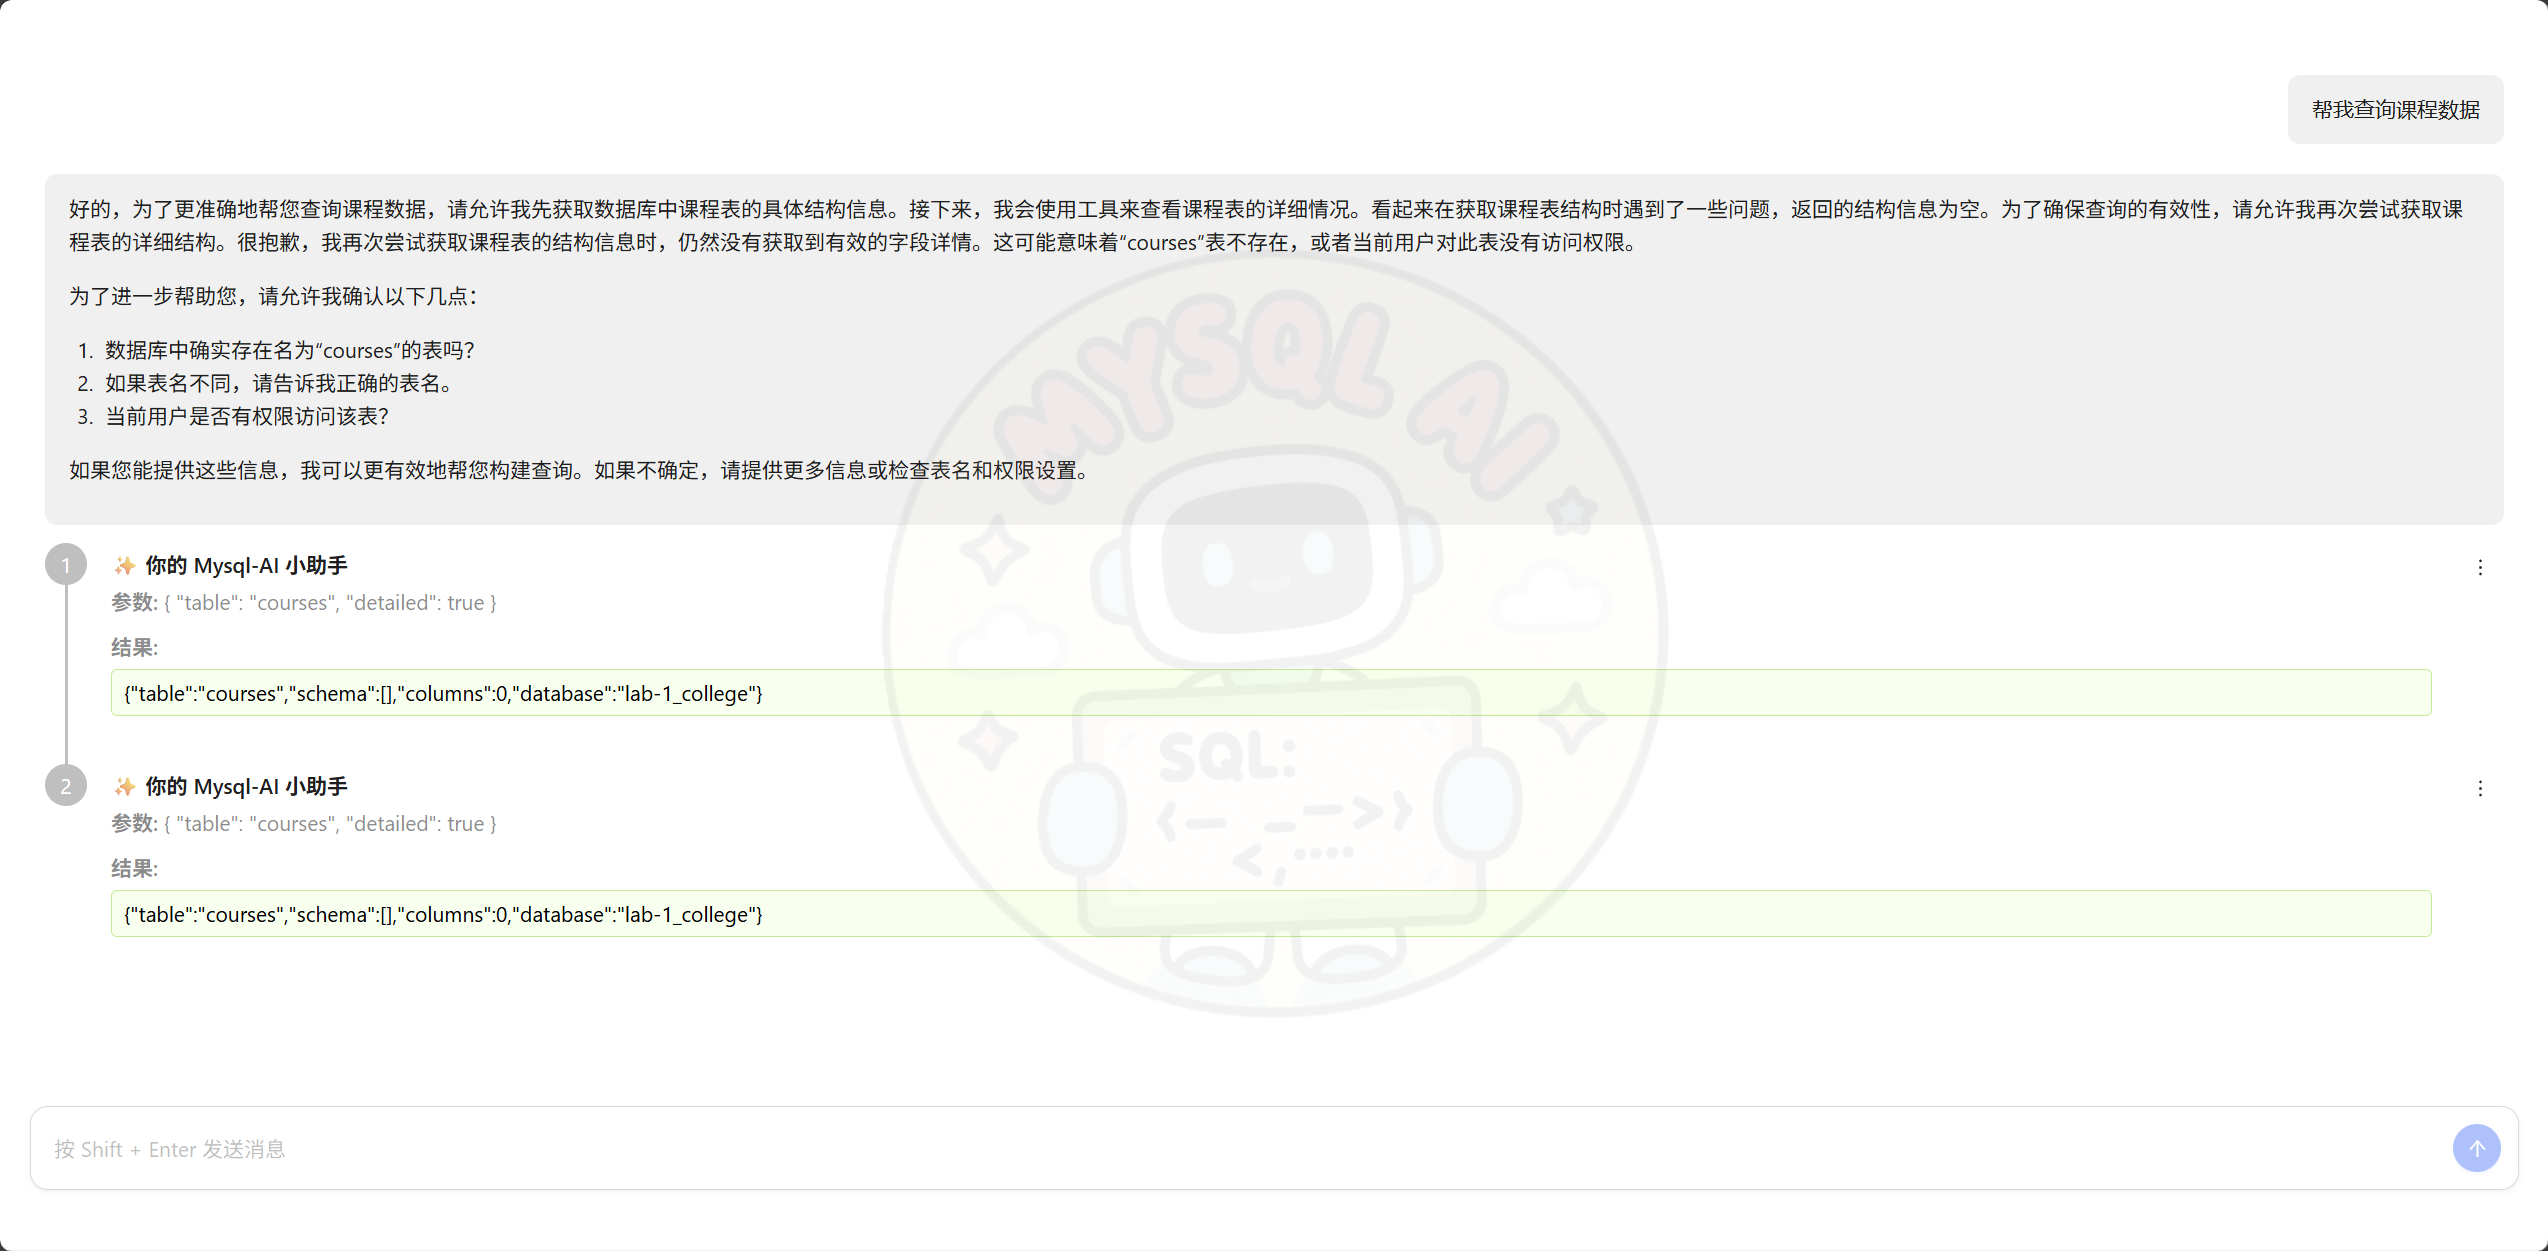 帮我查询课程数据
好的，为了更准确地帮您查询课程数据，请允许我先获取数据库中课程表的具体结构信息。接下来，我会使用工具来查看课程表的详细情况。看起来在获取课程表结构时遇到了一些问题，返回的结构信息为空。为了确保查询的有效性，请允许我再次尝试获取课
程表的详细结构。很抱歉，我再次尝试获取课程表的结构信息时，仍然没有获取到有效的字段详情。这可能意味着“courses”表不存在，或者当前用户对此表没有访问权限。
为了进一步帮助您，请允许我确认以下几点：
1. 数据库中确实存在名为“courses”的表吗？
2. 如果表名不同，请告诉我正确的表名。
3. 当前用户是否有权限访问该表？
如果您能提供这些信息，我可以更有效地帮您构建查询。如果不确定，请提供更多信息或检查表名和权限设置。
MYSQL AI
1
✨ 你的 Mysql-AI 小助手
参数: { "table": "courses", "detailed": true }
结果:
{"table":"courses","schema":[],"columns":0,"database":"lab-1_college"}
SQL:
2
✨ 你的 Mysql-AI 小助手
参数: { "table": "courses", "detailed": true }
结果:
{"table":"courses","schema":[],"columns":0,"database":"lab-1_college"}
按 Shift + Enter 发送消息